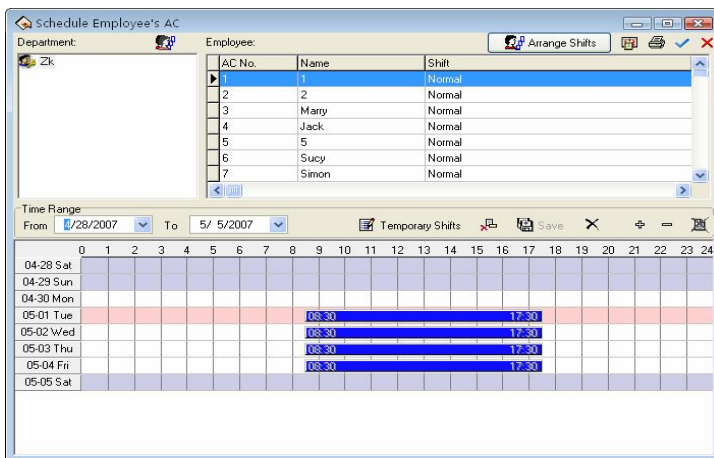 Schedule Employee's AC
Department:
Employee:
Arrange Shifts
Zk
AC No. Name Shift
1 1 Normal
2 2 Normal
3 Marry Normal
4 Jack Normal
5 5 Normal
6 Sucy Normal
7 Simon Normal
Time Range
From 4/28/2007 To 5/ 5/2007 Temporary Shifts Save
0 1 2 3 4 5 6 7 8 9 10 11 12 13 14 15 16 17 18 19 20 21 22 23 24
04-28 Sat
04-29 Sun
04-30 Mon
05-01 Tue 08:30 17:30
05-02 Wed 08:30 17:30
05-03 Thu 08:30 17:30
05-04 Fri 08:30 17:30
05-05 Sat